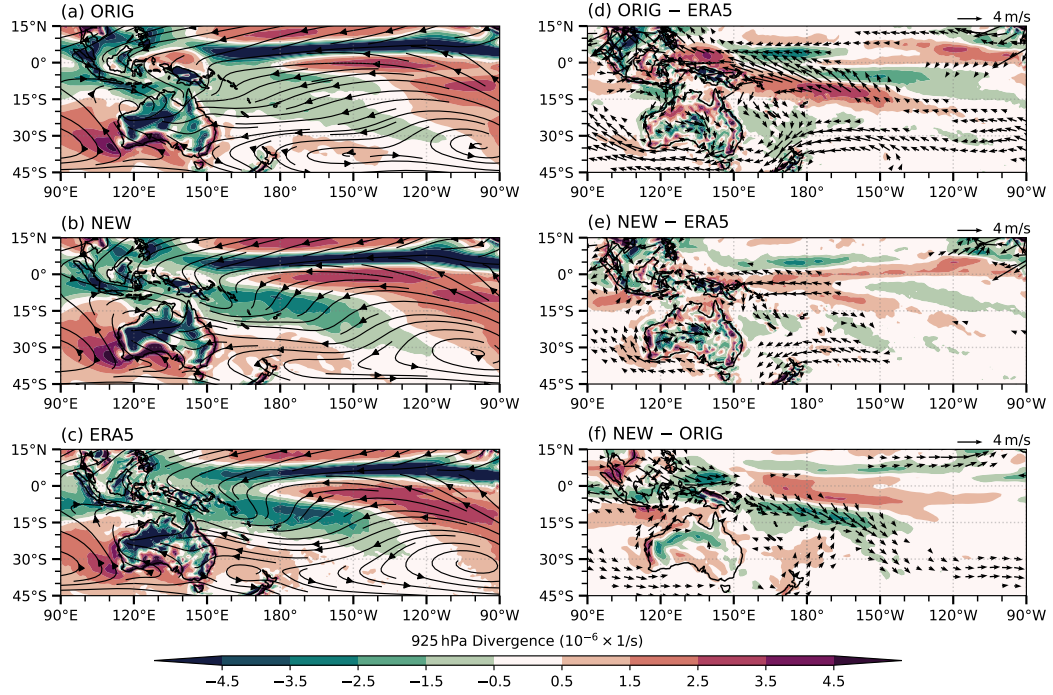 (a) ORIG
15°N
0°
15°S
30°S
45°S
90°E 120°E 150°E 180° 150°W 120°W 90°W
(d) ORIG − ERA5
4 m/s
15°N
0°
15°S
30°S
45°S
90°E 120°E 150°E 180° 150°W 120°W 90°W
(b) NEW
15°N
0°
15°S
30°S
45°S
90°E 120°E 150°E 180° 150°W 120°W 90°W
(e) NEW − ERA5
4 m/s
15°N
0°
15°S
30°S
45°S
90°E 120°E 150°E 180° 150°W 120°W 90°W
(c) ERA5
15°N
0°
15°S
30°S
45°S
90°E 120°E 150°E 180° 150°W 120°W 90°W
(f) NEW − ORIG
4 m/s
15°N
0°
15°S
30°S
45°S
90°E 120°E 150°E 180° 150°W 120°W 90°W
925 hPa Divergence (10⁻⁶ × 1/s)
−4.5 −3.5 −2.5 −1.5 −0.5 0.5 1.5 2.5 3.5 4.5